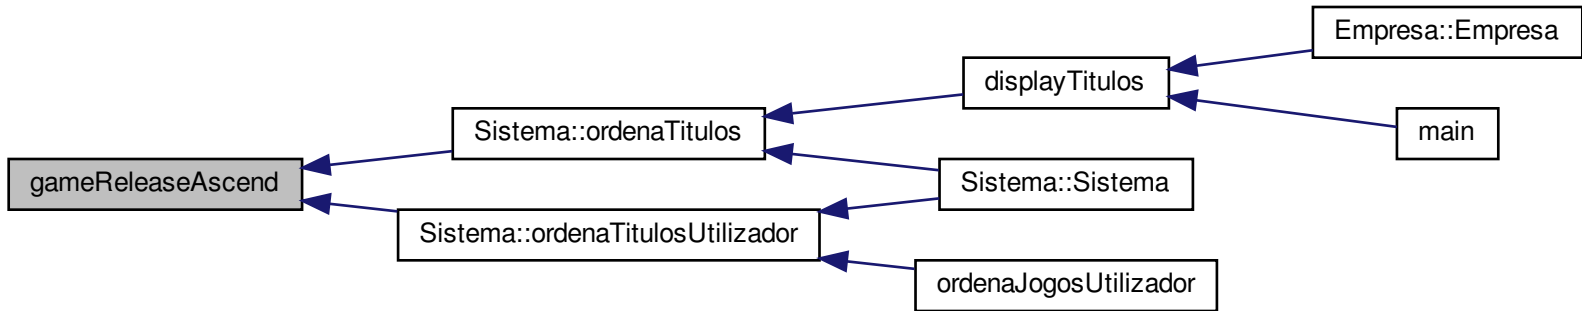 Empresa::Empresa
displayTitulos
Sistema::ordenaTitulos
main
gameReleaseAscend
Sistema::Sistema
Sistema::ordenaTitulosUtilizador
ordenaJogosUtilizador